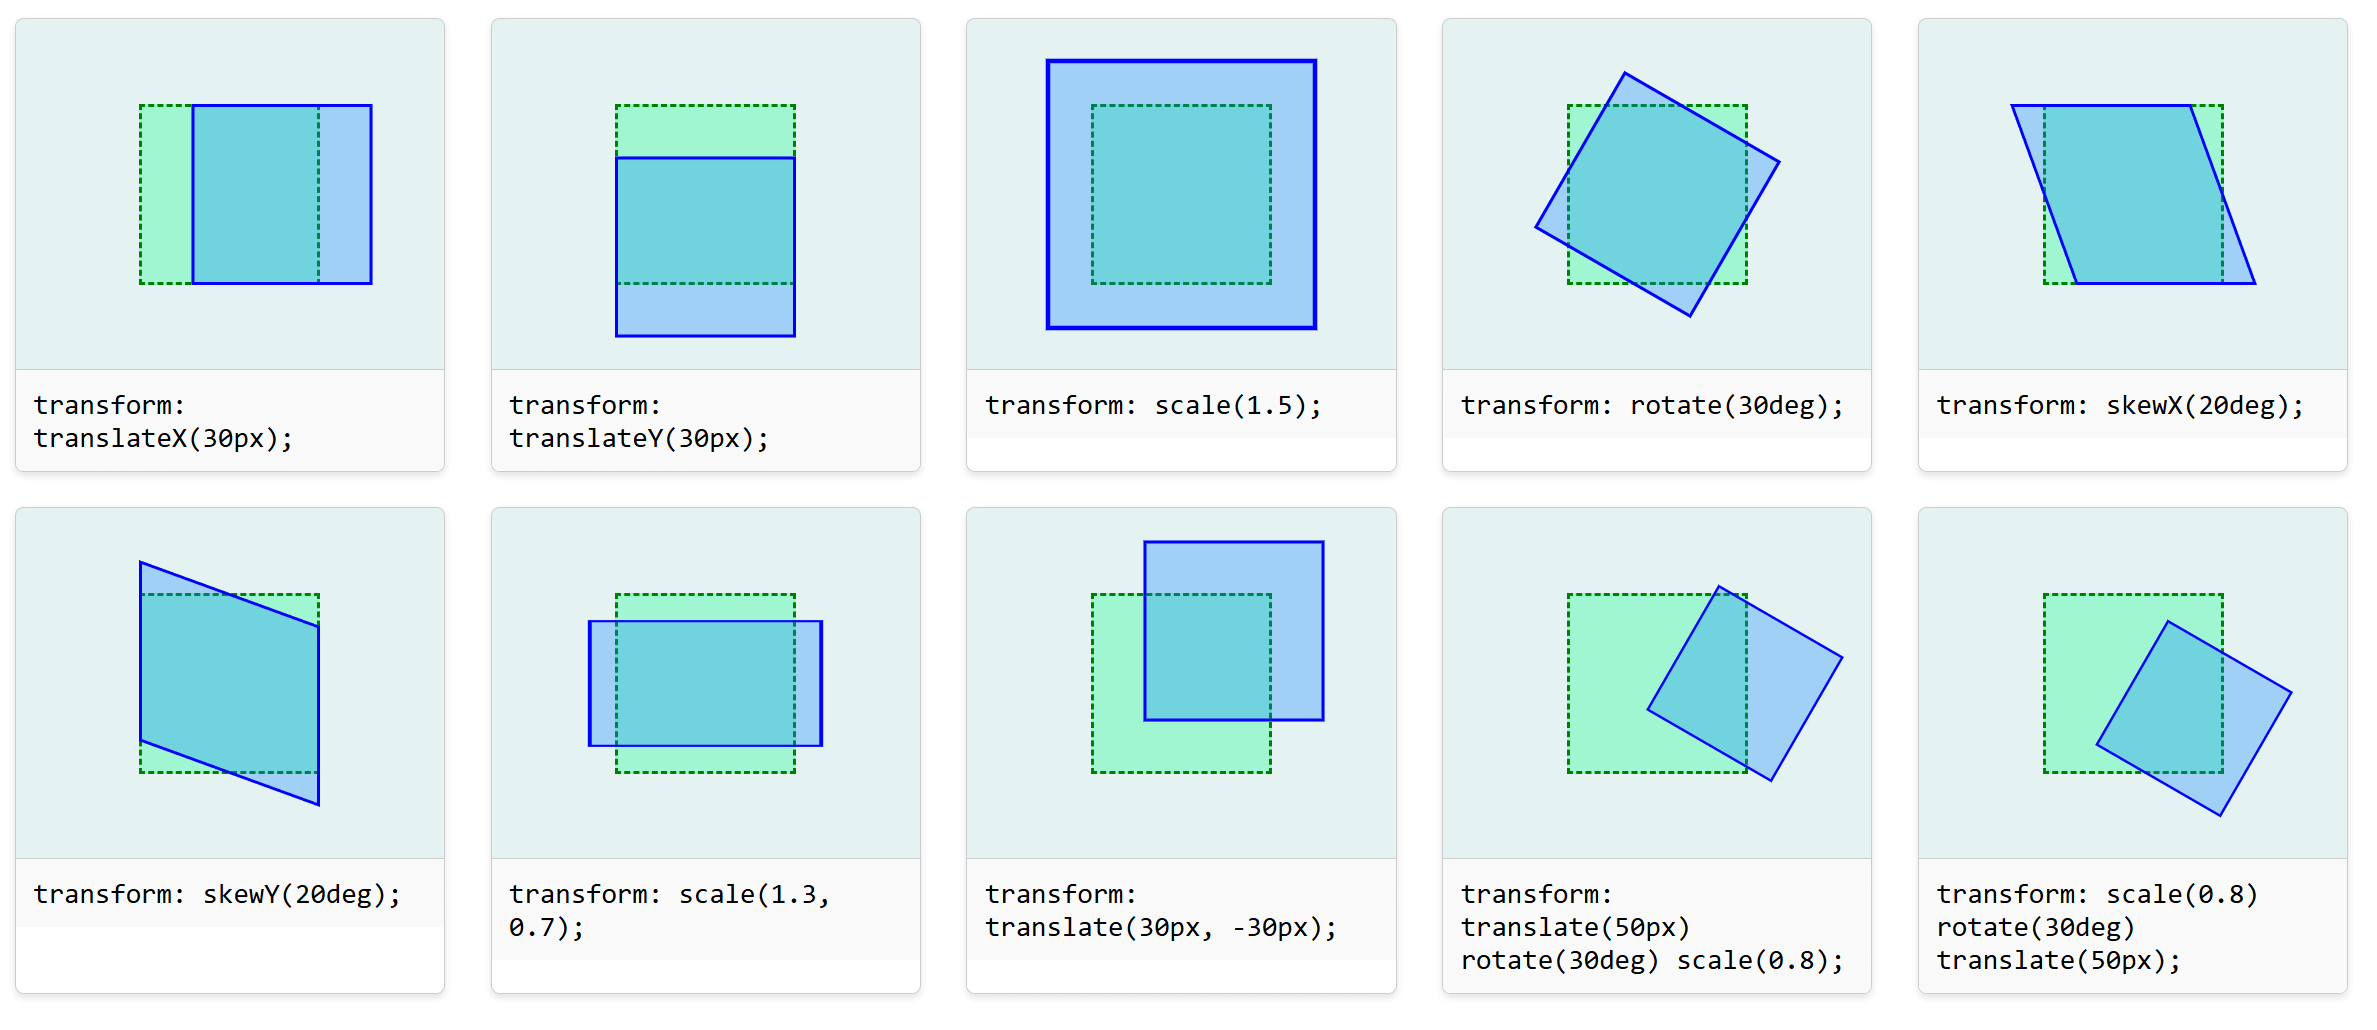 transform:
translateX(30px);
transform:
translateY(30px);
transform: scale(1.5);
transform: rotate(30deg);
transform: skewX(20deg);
transform: skewY(20deg);
transform: scale(1.3,
0.7);
transform:
translate(30px, -30px);
transform:
translate(50px)
rotate(30deg) scale(0.8);
transform: scale(0.8)
rotate(30deg)
translate(50px);